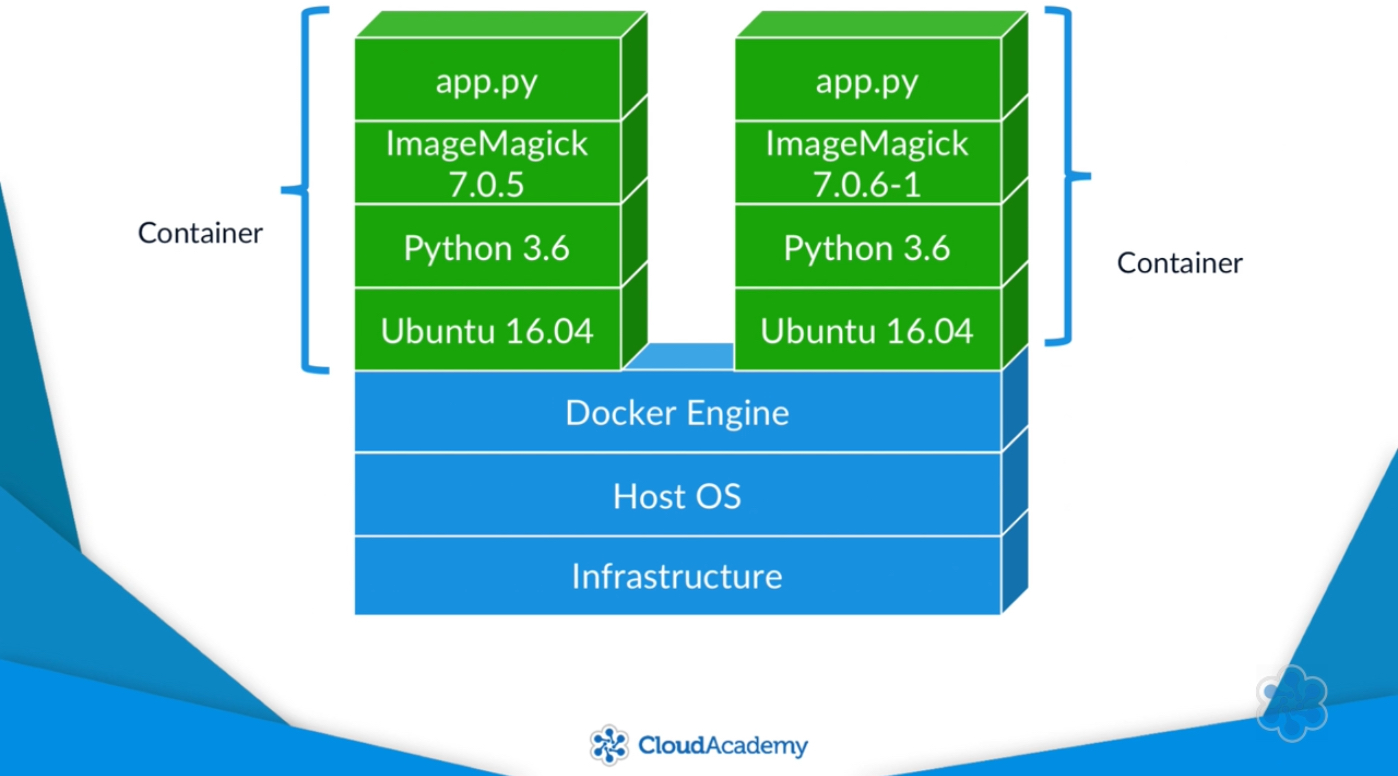 app.py
ImageMagick
7.0.5
Python 3.6
Ubuntu 16.04
Container
app.py
ImageMagick
7.0.6-1
Python 3.6
Ubuntu 16.04
Container
Docker Engine
Host OS
Infrastructure
CloudAcademy